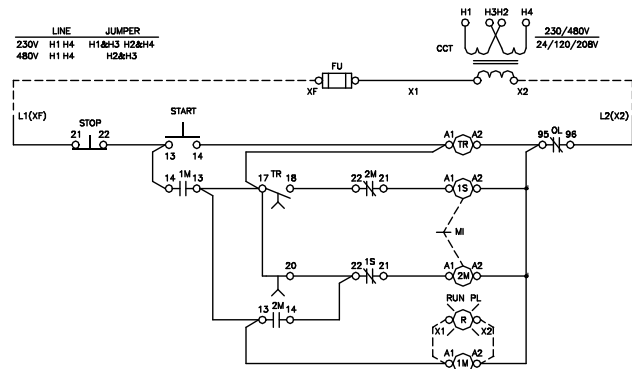 H1 H3 H2 H4
LINE JUMPER
230V H1 H4 H1&H3 H2&H4
480V H1 H4 H2&H3
CCT
230/480V
24/120/208V
FU
XF X1 X2
L1(XF)
L2(X2)
STOP
21 22
START
13 14
A1 TR A2
95 OL 96
14 1M 13
17 TR 18
22 2M 21
A1 1S A2
MI
20
22 1S 21
A1 2M A2
13 2M 14
RUN PL
X1 R X2
A1 1M A2